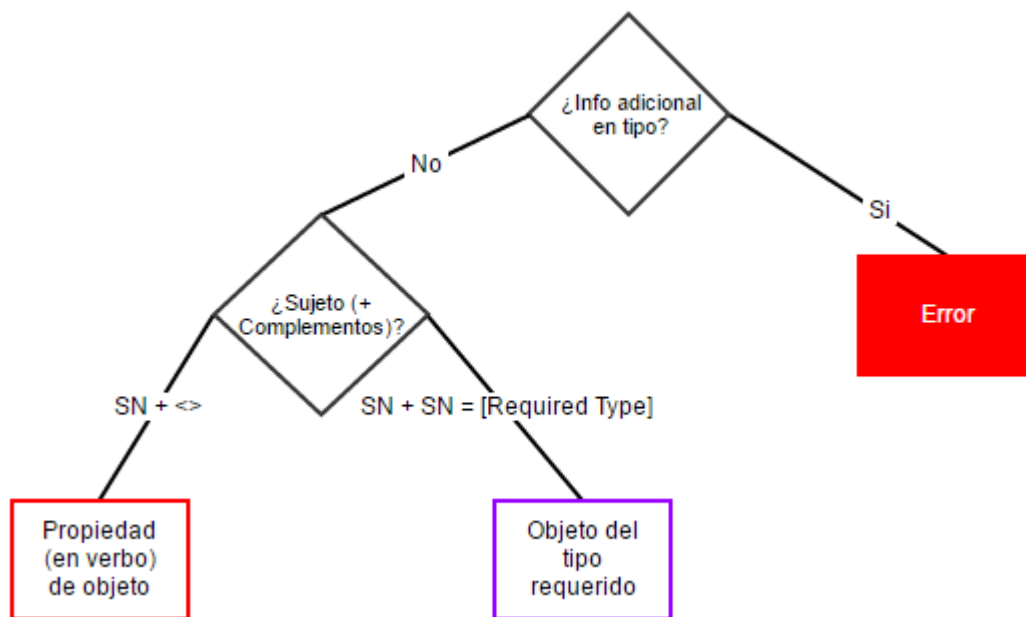 ¿Info adicional
en tipo?
No
Si
¿Sujeto (+
Complementos)?
Error
SN + <>
SN + SN = [Required Type]
Propiedad
(en verbo)
de objeto
Objeto del
tipo
requerido